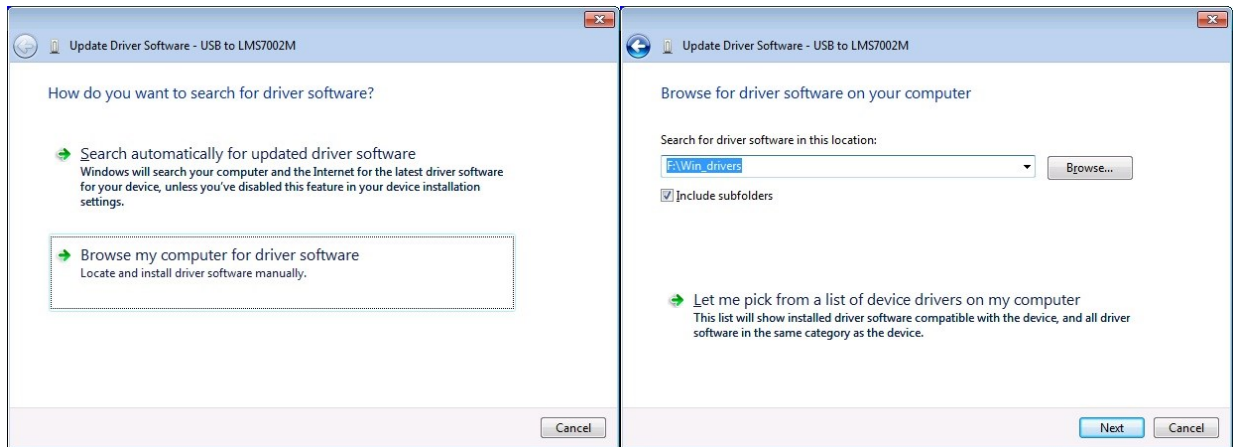 Update Driver Software - USB to LMS7002M
How do you want to search for driver software?
Search automatically for updated driver software
Windows will search your computer and the Internet for the latest driver software
for your device, unless you've disabled this feature in your device installation
settings.
Browse my computer for driver software
Locate and install driver software manually.
Cancel
Update Driver Software - USB to LMS7002M
Browse for driver software on your computer
Search for driver software in this location:
F:\Win_drivers
Browse...
Include subfolders
Let me pick from a list of device drivers on my computer
This list will show installed driver software compatible with the device, and all driver
software in the same category as the device.
Next
Cancel